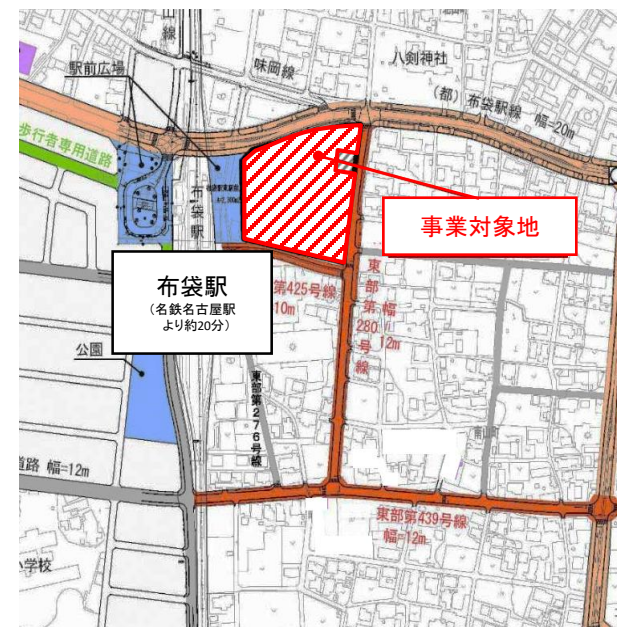 山線
味岡線
八剣神社
駅前広場
(都)布袋駅線 幅=20m
歩行者専用道路
布袋駅
事業対象地
布袋駅
(名鉄名古屋駅
より約20分)
第425号線
10m
東部第280号線
幅12m
公園
東部第276号線
道路 幅=12m
東部第439号線
幅=12m
小学校